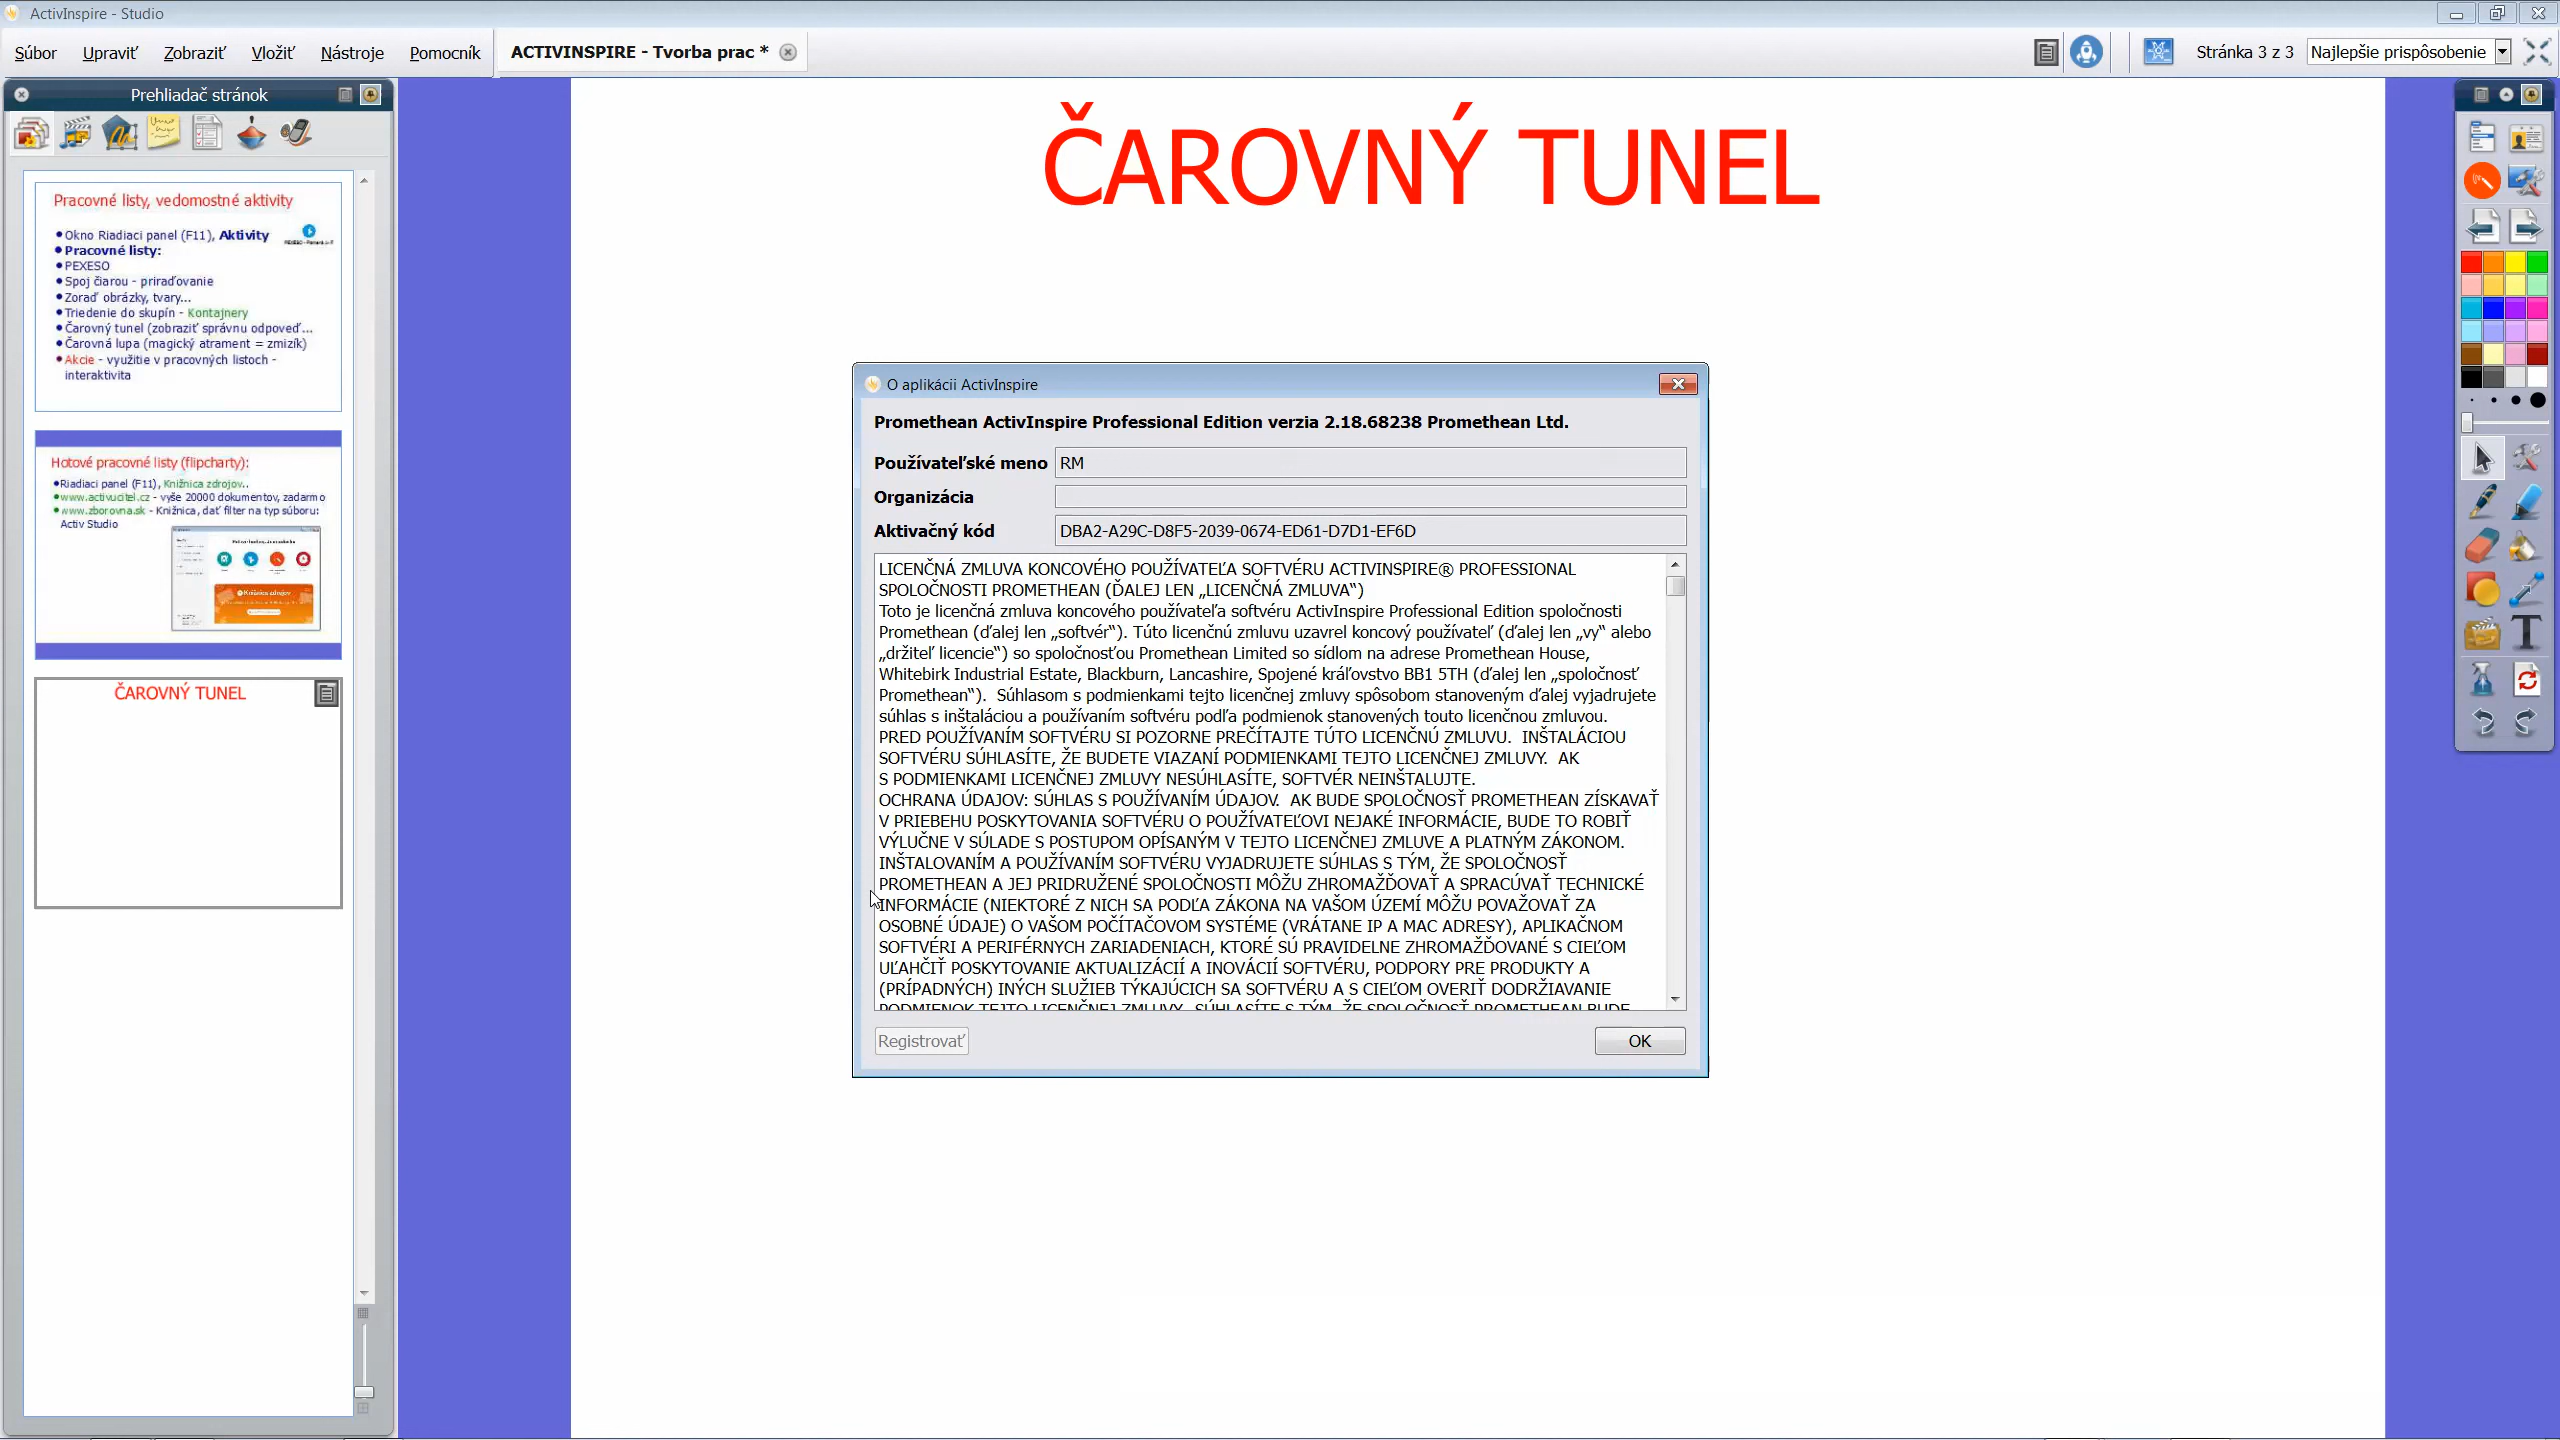 ActivInspire - Studio
Súbor Upraviť Zobraziť Vložiť Nástroje Pomocník
ACTIVINSPIRE - Tvorba prac *
Stránka 3 z 3 Najlepšie prispôsobenie
Prehliadač stránok
Pracovné listy, vedomostné aktivity
Okno Riadiaci panel (F11), Aktivity
Pracovné listy:
PEXESO
Spoj čiarou - priraďovanie
Zoraď obrázky, tvary...
Triedenie do skupín - Kontajnery
Čarovný tunel (zobraziť správnu odpoveď...
Čarovná lupa (magický atrament = zmizík)
Akcie - využitie v pracovných listoch -
interaktivita
Hotové pracovné listy (flipcharty):
Riadiaci panel (F11), Knižnica zdrojov..
www.activucitel.cz - vyše 20000 dokumentov, zadarmo
www.zborovna.sk - Knižnica, dať filter na typ súboru:
Activ Studio
Knižnica zdrojov
ČAROVNÝ TUNEL
ČAROVNÝ TUNEL
O aplikácii ActivInspire
Promethean ActivInspire Professional Edition verzia 2.18.68238 Promethean Ltd.
Používateľské meno RM
Organizácia
Aktivačný kód DBA2-A29C-D8F5-2039-0674-ED61-D7D1-EF6D
LICENČNÁ ZMLUVA KONCOVÉHO POUŽÍVATEĽA SOFTVÉRU ACTIVINSPIRE® PROFESSIONAL
SPOLOČNOSTI PROMETHEAN (ĎALEJ LEN „LICENČNÁ ZMLUVA“)
Toto je licenčná zmluva koncového používateľa softvéru ActivInspire Professional Edition spoločnosti
Promethean (ďalej len „softvér“). Túto licenčnú zmluvu uzavrel koncový používateľ (ďalej len „vy“ alebo
„držiteľ licencie“) so spoločnosťou Promethean Limited so sídlom na adrese Promethean House,
Whitebirk Industrial Estate, Blackburn, Lancashire, Spojené kráľovstvo BB1 5TH (ďalej len „spoločnosť
Promethean“). Súhlasom s podmienkami tejto licenčnej zmluvy spôsobom stanoveným ďalej vyjadrujete
súhlas s inštaláciou a používaním softvéru podľa podmienok stanovených touto licenčnou zmluvou.
PRED POUŽÍVANÍM SOFTVÉRU SI POZORNE PREČÍTAJTE TÚTO LICENČNÚ ZMLUVU. INŠTALÁCIOU
SOFTVÉRU SÚHLASÍTE, ŽE BUDETE VIAZANÍ PODMIENKAMI TEJTO LICENČNEJ ZMLUVY. AK
S PODMIENKAMI LICENČNEJ ZMLUVY NESÚHLASÍTE, SOFTVÉR NEINŠTALUJTE.
OCHRANA ÚDAJOV: SÚHLAS S POUŽÍVANÍM ÚDAJOV. AK BUDE SPOLOČNOSŤ PROMETHEAN ZÍSKAVAŤ
V PRIEBEHU POSKYTOVANIA SOFTVÉRU O POUŽÍVATEĽOVI NEJAKÉ INFORMÁCIE, BUDE TO ROBIŤ
VÝLUČNE V SÚLADE S POSTUPOM OPÍSANÝM V TEJTO LICENČNEJ ZMLUVE A PLATNÝM ZÁKONOM.
INŠTALOVANÍM A POUŽÍVANÍM SOFTVÉRU VYJADRUJETE SÚHLAS S TÝM, ŽE SPOLOČNOSŤ
PROMETHEAN A JEJ PRIDRUŽENÉ SPOLOČNOSTI MÔŽU ZHROMAŽĎOVAŤ A SPRACÚVAŤ TECHNICKÉ
INFORMÁCIE (NIEKTORÉ Z NICH SA PODĽA ZÁKONA NA VAŠOM ÚZEMÍ MÔŽU POVAŽOVAŤ ZA
OSOBNÉ ÚDAJE) O VAŠOM POČÍTAČOVOM SYSTÉME (VRÁTANE IP A MAC ADRESY), APLIKAČNOM
SOFTVÉRI A PERIFÉRNYCH ZARIADENIACH, KTORÉ SÚ PRAVIDELNE ZHROMAŽĎOVANÉ S CIEĽOM
UĽAHČIŤ POSKYTOVANIE AKTUALIZÁCIÍ A INOVÁCIÍ SOFTVÉRU, PODPORY PRE PRODUKTY A
(PRÍPADNÝCH) INÝCH SLUŽIEB TÝKAJÚCICH SA SOFTVÉRU A S CIEĽOM OVERIŤ DODRŽIAVANIE
PODMIENOK TEJTO LICENČNEJ ZMLUVY. SÚHLASÍTE S TÝM, ŽE SPOLOČNOSŤ PROMETHEAN BUDE
Registrovať OK